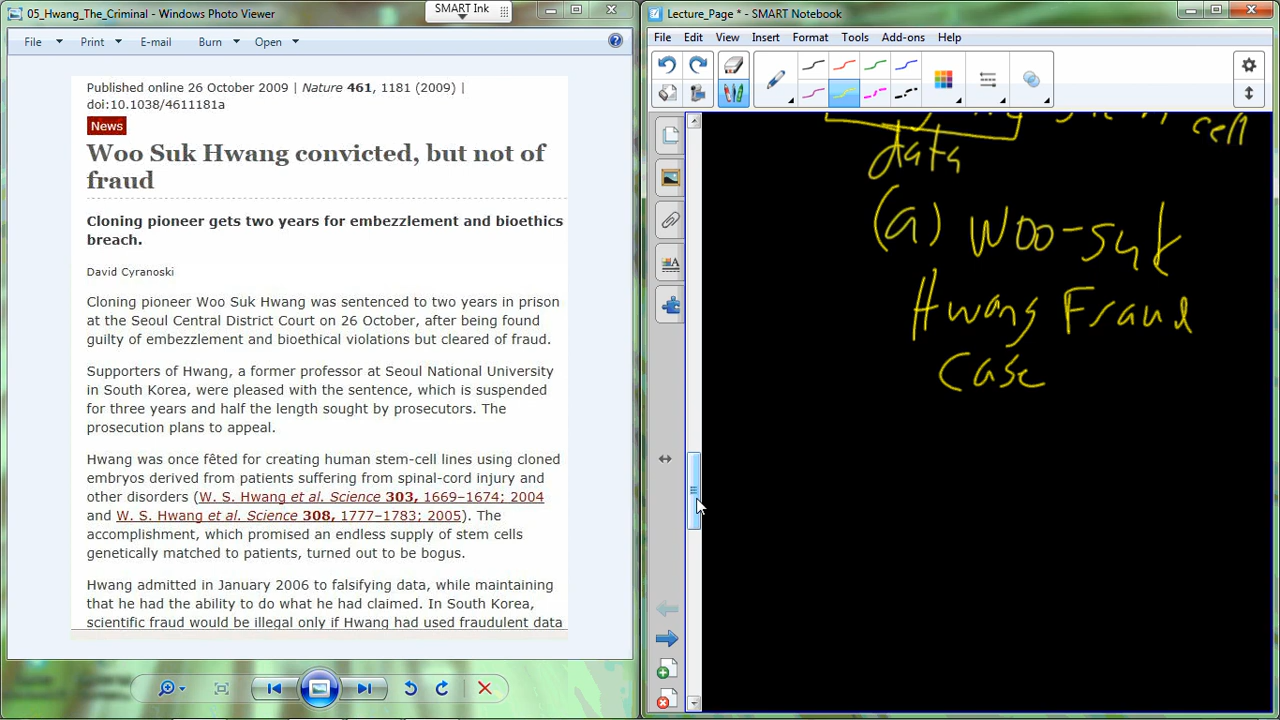 05_Hwang_The_Criminal - Windows Photo Viewer
SMART Ink
File Print E-mail Burn Open
Published online 26 October 2009 | Nature 461, 1181 (2009) |
doi:10.1038/4611181a
News
Woo Suk Hwang convicted, but not of
fraud
Cloning pioneer gets two years for embezzlement and bioethics
breach.
David Cyranoski
Cloning pioneer Woo Suk Hwang was sentenced to two years in prison
at the Seoul Central District Court on 26 October, after being found
guilty of embezzlement and bioethical violations but cleared of fraud.
Supporters of Hwang, a former professor at Seoul National University
in South Korea, were pleased with the sentence, which is suspended
for three years and half the length sought by prosecutors. The
prosecution plans to appeal.
Hwang was once fêted for creating human stem-cell lines using cloned
embryos derived from patients suffering from spinal-cord injury and
other disorders (W. S. Hwang et al. Science 303, 1669–1674; 2004
and W. S. Hwang et al. Science 308, 1777–1783; 2005). The
accomplishment, which promised an endless supply of stem cells
genetically matched to patients, turned out to be bogus.
Hwang admitted in January 2006 to falsifying data, while maintaining
that he had the ability to do what he had claimed. In South Korea,
scientific fraud would be illegal only if Hwang had used fraudulent data
Lecture_Page * - SMART Notebook
File Edit View Insert Format Tools Add-ons Help
cell
data
(a) Woo-suk
Hwang Fraud
Case